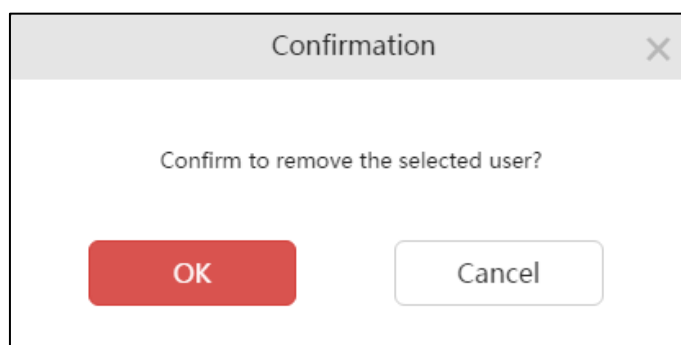 Confirmation
Confirm to remove the selected user?
OK
Cancel